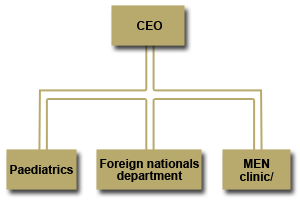 CEO
Paediatrics
Foreign nationals
department
MEN
clinic/